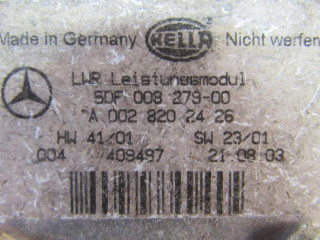 Made in Germany HELLA Nicht werfen
LWR Leistungsmodul
5DF 008 279-00
A 002 820 24 26
HW 41/01 SW 23/01
004 409497 21 08 03